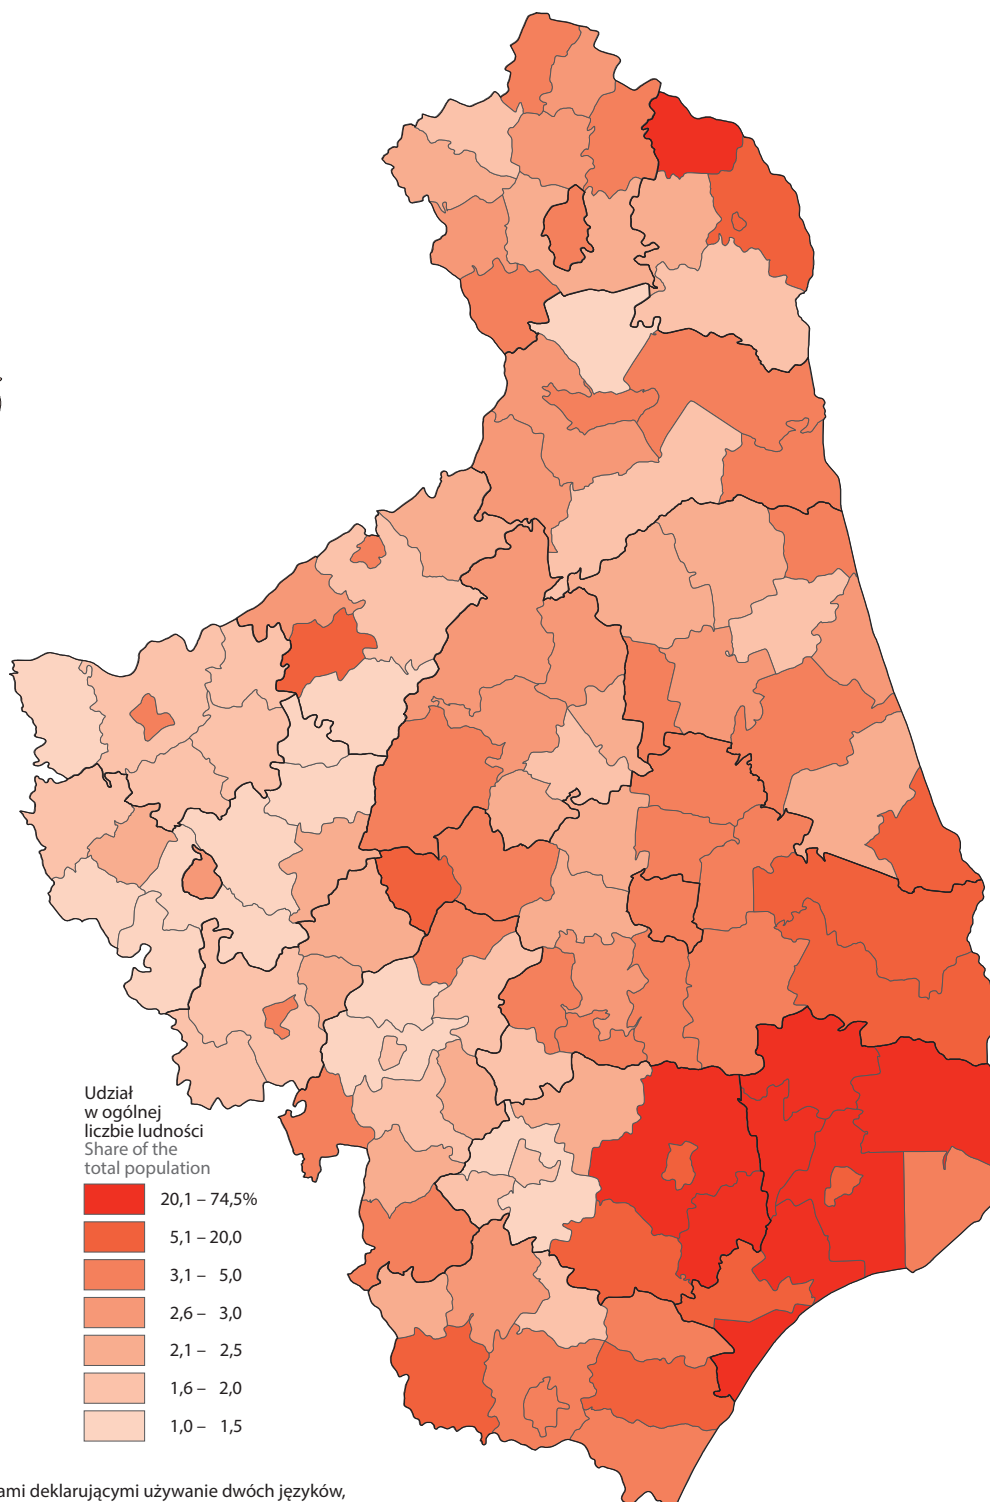 Udział
w ogólnej
liczbie ludności
Share of the
total population
20,1 – 74,5%
5,1 – 20,0
3,1 – 5,0
2,6 – 3,0
2,1 – 2,5
1,6 – 2,0
1,0 – 1,5
ami deklarującymi używanie dwóch języków,